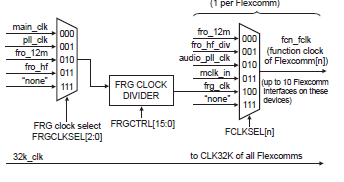 (1 per Flexcomm)
main_clk
000
pll_clk
001
fro_12m
010
fro_hf
011
"none"
111
FRG clock select
FRGCLKSEL[2:0]
FRG CLOCK
DIVIDER
FRGCTRL[15:0]
fro_12m
000
fro_hf_div
001
audio_pll_clk
010
mclk_in
011
frg_clk
100
"none"
111
FCLKSEL[n]
fcn_fclk
(function clock
of Flexcomm[n])
(up to 10 Flexcomm
interfaces on these
devices)
32k_clk
to CLK32K of all Flexcomms